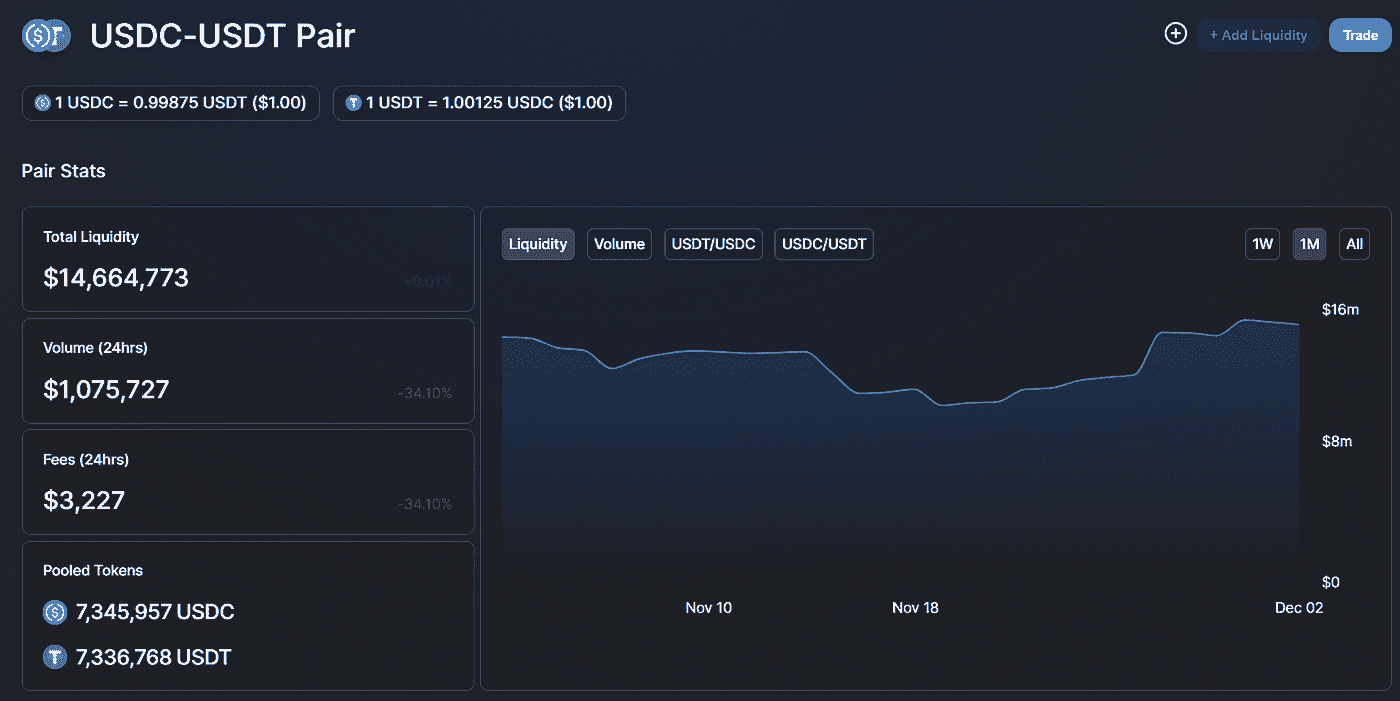 USDC-USDT Pair
+ Add Liquidity
Trade
1 USDC = 0.99875 USDT ($1.00)
1 USDT = 1.00125 USDC ($1.00)
Pair Stats
Total Liquidity
$14,664,773
+0.01%
Volume (24hrs)
$1,075,727
-34.10%
Fees (24hrs)
$3,227
-34.10%
Pooled Tokens
7,345,957 USDC
7,336,768 USDT
Liquidity
Volume
USDT/USDC
USDC/USDT
1W
1M
All
$16m
$8m
$0
Nov 10
Nov 18
Dec 02